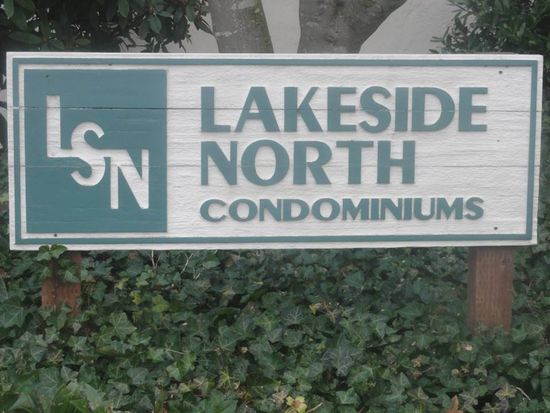 LSN
LAKESIDE
NORTH
CONDOMINIUMS